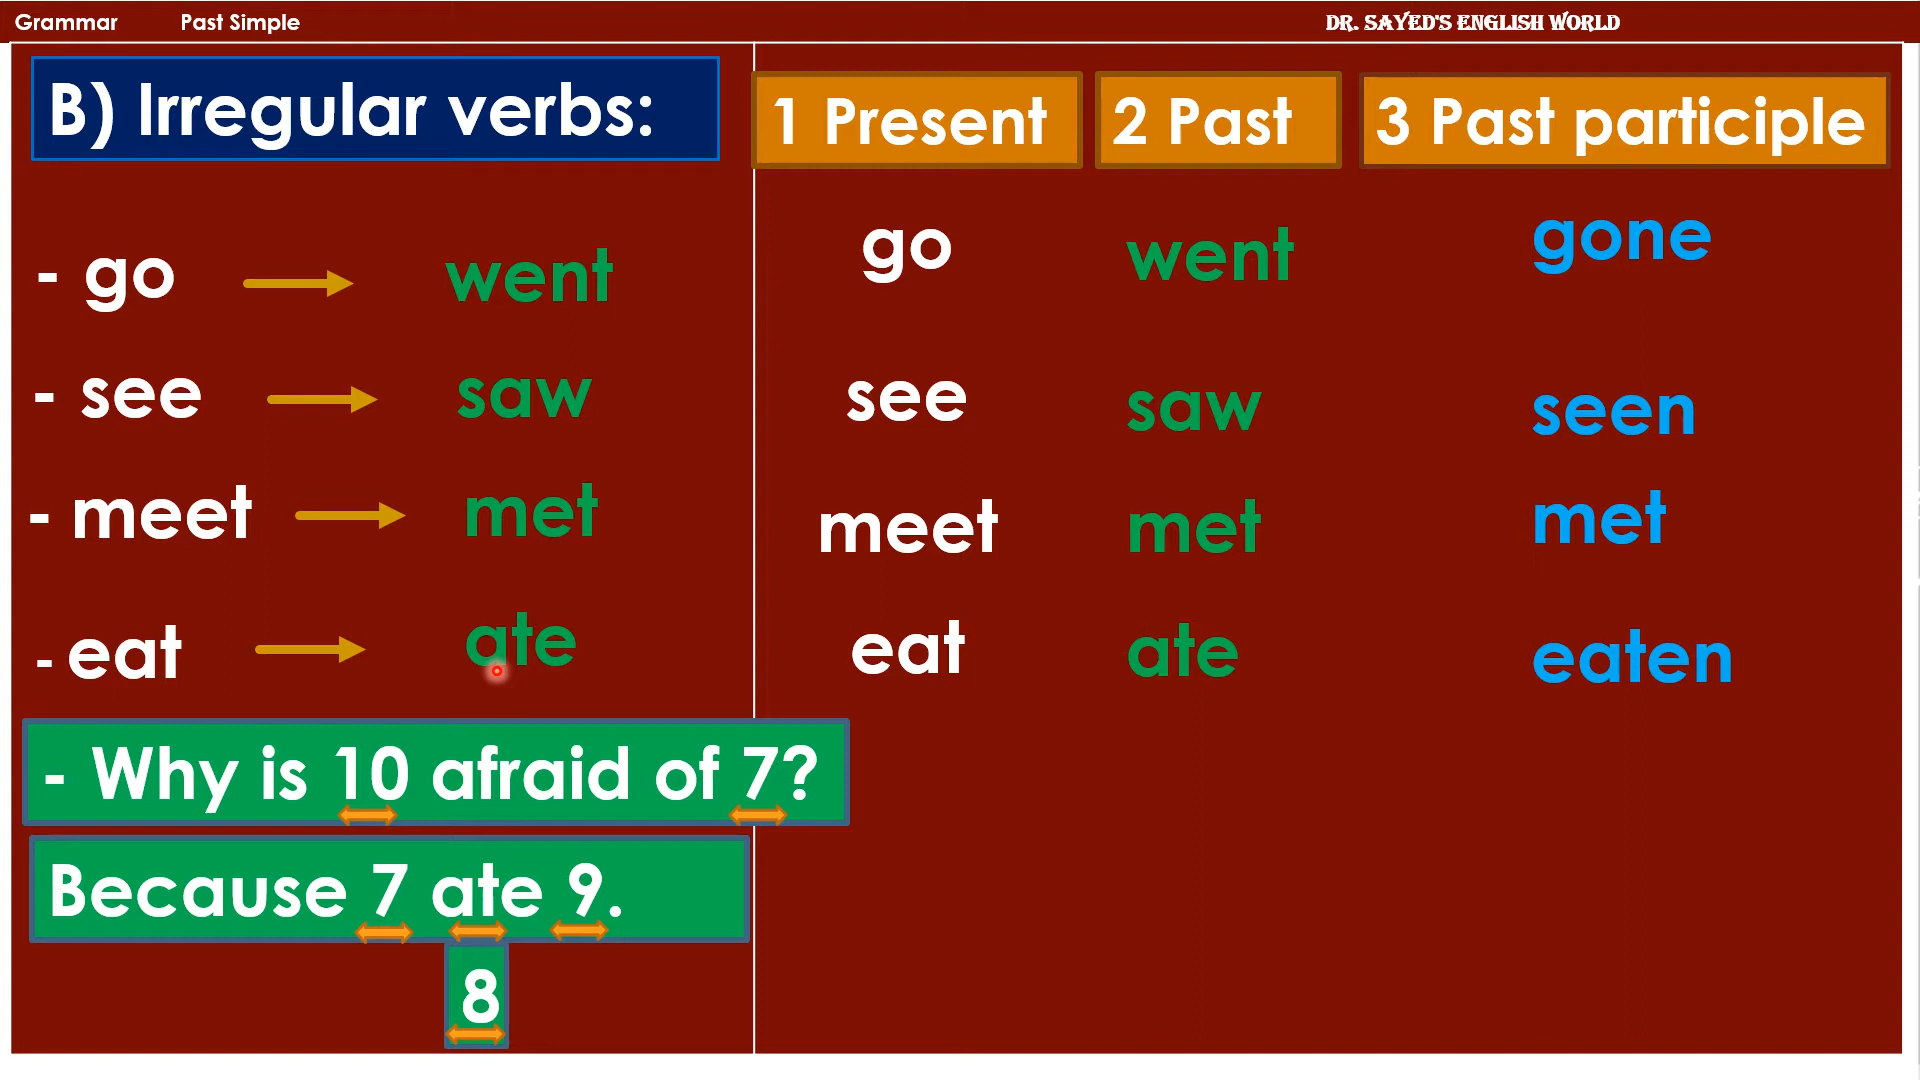 Grammar Past Simple DR. SAYED'S ENGLISH WORLD
B) Irregular verbs:
- go went
- see saw
- meet met
- eat ate
- Why is 10 afraid of 7?
Because 7 ate 9.
8
1 Present 2 Past 3 Past participle
go went gone
see saw seen
meet met met
eat ate eaten